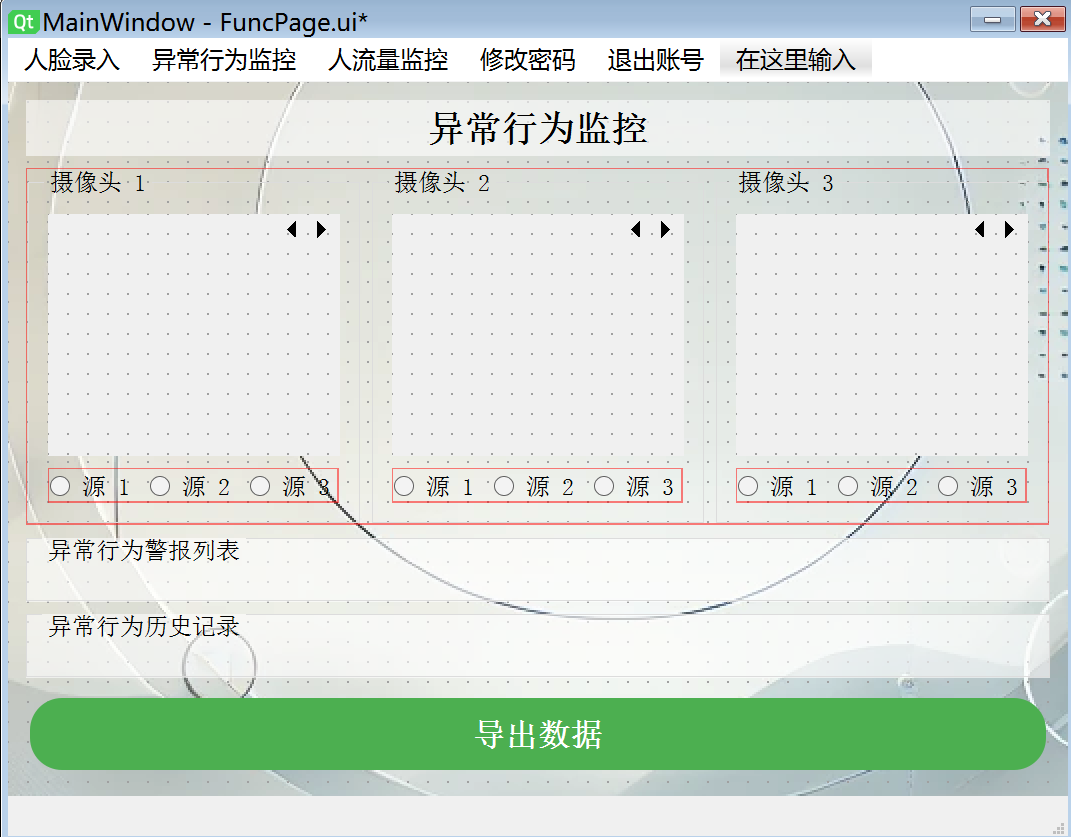 Qt MainWindow - FuncPage.ui*
人脸录入 异常行为监控 人流量监控 修改密码 退出账号 在这里输入
异常行为监控
摄像头 1 摄像头 2 摄像头 3
源 1 源 2 源 3 源 1 源 2 源 3 源 1 源 2 源 3
异常行为警报列表
异常行为历史记录
导出数据